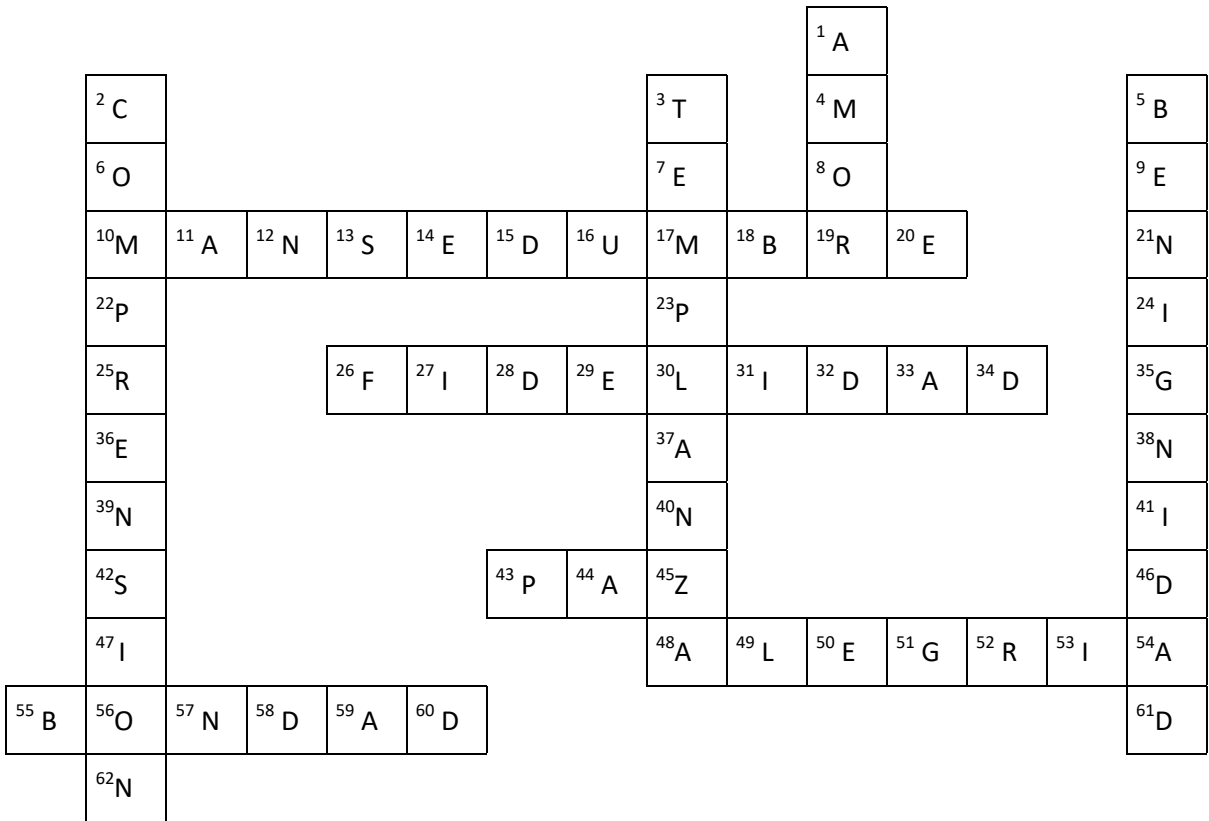 1 A
2 C 3 T 4 M 5 B
6 O 7 E 8 O 9 E
10 M 11 A 12 N 13 S 14 E 15 D 16 U 17 M 18 B 19 R 20 E 21 N
22 P 23 P 24 I
25 R 26 F 27 I 28 D 29 E 30 L 31 I 32 D 33 A 34 D 35 G
36 E 37 A 38 N
39 N 40 N 41 I
42 S 43 P 44 A 45 Z 46 D
47 I 48 A 49 L 50 E 51 G 52 R 53 I 54 A
55 B 56 O 57 N 58 D 59 A 60 D 61 D
62 N